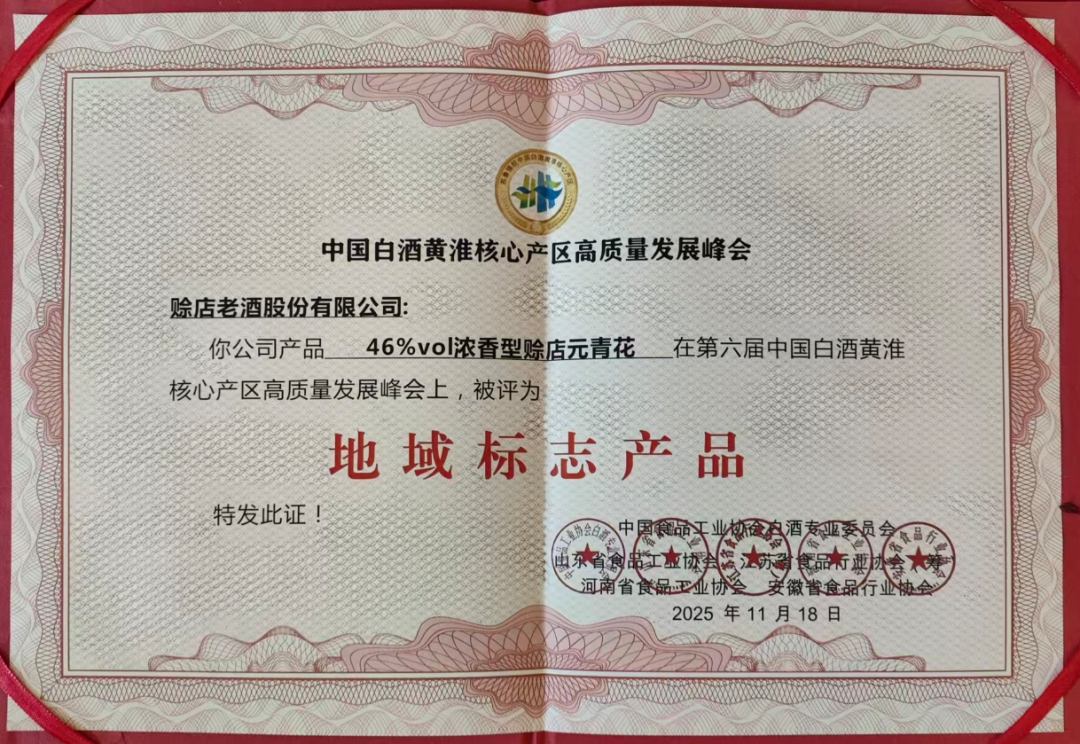 中国白酒黄淮核心产区高质量发展峰会
赊店老酒股份有限公司:
你公司产品 46%vol浓香型赊店元青花 在第六届中国白酒黄淮
核心产区高质量发展峰会上，被评为
地域标志产品
特发此证！
中国食品工业协会白酒专业委员会
山东省食品工业协会 江苏省食品行业协会
河南省食品工业协会 安徽省食品行业协会
2025 年 11 月 18 日